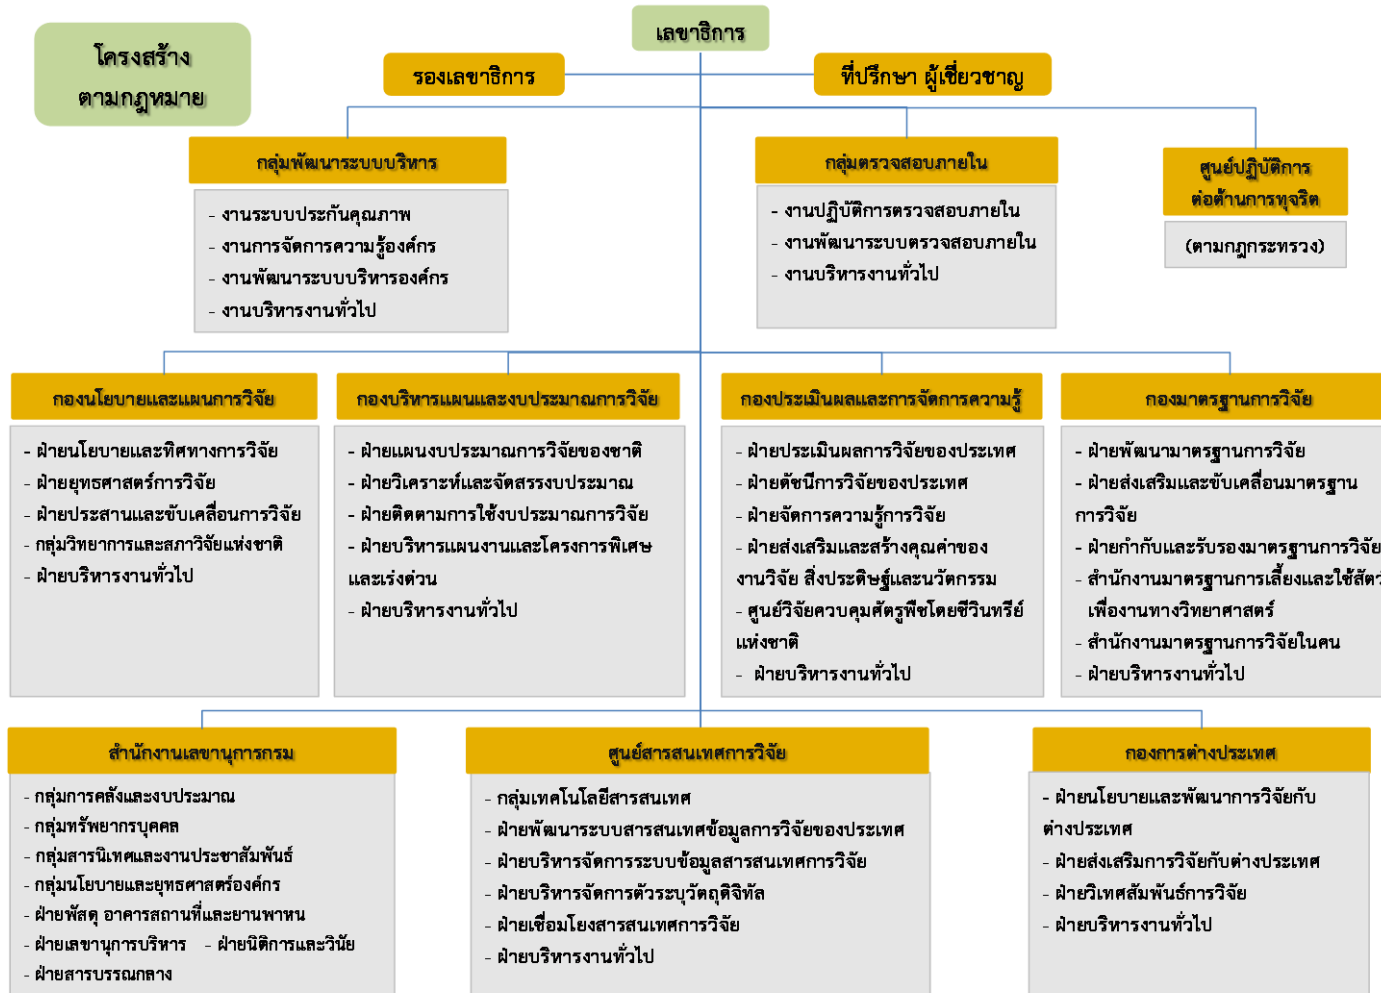 เลขาธิการ
โครงสร้าง
ตามกฎหมาย
รองเลขาธิการ
ที่ปรึกษา ผู้เชี่ยวชาญ
กลุ่มพัฒนาระบบบริหาร
- งานระบบประกันคุณภาพ
- งานการจัดการความรู้องค์กร
- งานพัฒนาระบบบริหารองค์กร
- งานบริหารงานทั่วไป
กลุ่มตรวจสอบภายใน
- งานปฏิบัติการตรวจสอบภายใน
- งานพัฒนาระบบตรวจสอบภายใน
- งานบริหารงานทั่วไป
ศูนย์ปฏิบัติการ
ต่อต้านการทุจริต
(ตามกฎกระทรวง)
กองนโยบายและแผนการวิจัย
- ฝ่ายนโยบายและทิศทางการวิจัย
- ฝ่ายยุทธศาสตร์การวิจัย
- ฝ่ายประสานและขับเคลื่อนการวิจัย
- กลุ่มวิทยาการและสภาวิจัยแห่งชาติ
- ฝ่ายบริหารงานทั่วไป
กองบริหารแผนและงบประมาณการวิจัย
- ฝ่ายแผนงบประมาณการวิจัยของชาติ
- ฝ่ายวิเคราะห์และจัดสรรงบประมาณ
- ฝ่ายติดตามการใช้งบประมาณการวิจัย
- ฝ่ายบริหารแผนงานและโครงการพิเศษ
และเร่งด่วน
- ฝ่ายบริหารงานทั่วไป
กองประเมินผลและการจัดการความรู้
- ฝ่ายประเมินผลการวิจัยของประเทศ
- ฝ่ายดัชนีการวิจัยของประเทศ
- ฝ่ายจัดการความรู้การวิจัย
- ฝ่ายส่งเสริมและสร้างคุณค่าของ
งานวิจัย สิ่งประดิษฐ์และนวัตกรรม
- ศูนย์วิจัยควบคุมศัตรูพืชโดยชีวินทรีย์
แห่งชาติ
- ฝ่ายบริหารงานทั่วไป
กองมาตรฐานการวิจัย
- ฝ่ายพัฒนามาตรฐานการวิจัย
- ฝ่ายส่งเสริมและขับเคลื่อนมาตรฐาน
การวิจัย
- ฝ่ายกำกับและรับรองมาตรฐานการวิจัย
- สำนักงานมาตรฐานการเลี้ยงและใช้สัตว์
เพื่องานทางวิทยาศาสตร์
- สำนักงานมาตรฐานการวิจัยในคน
- ฝ่ายบริหารงานทั่วไป
สำนักงานเลขานุการกรม
- กลุ่มการคลังและงบประมาณ
- กลุ่มทรัพยากรบุคคล
- กลุ่มสารนิเทศและงานประชาสัมพันธ์
- กลุ่มนโยบายและยุทธศาสตร์องค์กร
- ฝ่ายพัสดุ อาคารสถานที่และยานพาหน
- ฝ่ายเลขานุการบริหาร - ฝ่ายนิติการและวินัย
- ฝ่ายสารบรรณกลาง
ศูนย์สารสนเทศการวิจัย
- กลุ่มเทคโนโลยีสารสนเทศ
- ฝ่ายพัฒนาระบบสารสนเทศข้อมูลการวิจัยของประเทศ
- ฝ่ายบริหารจัดการระบบข้อมูลสารสนเทศการวิจัย
- ฝ่ายบริหารจัดการตัวระบุวัตถุดิจิทัล
- ฝ่ายเชื่อมโยงสารสนเทศการวิจัย
- ฝ่ายบริหารงานทั่วไป
กองการต่างประเทศ
- ฝ่ายนโยบายและพัฒนาการวิจัยกับ
ต่างประเทศ
- ฝ่ายส่งเสริมการวิจัยกับต่างประเทศ
- ฝ่ายวิเทศสัมพันธ์การวิจัย
- ฝ่ายบริหารงานทั่วไป